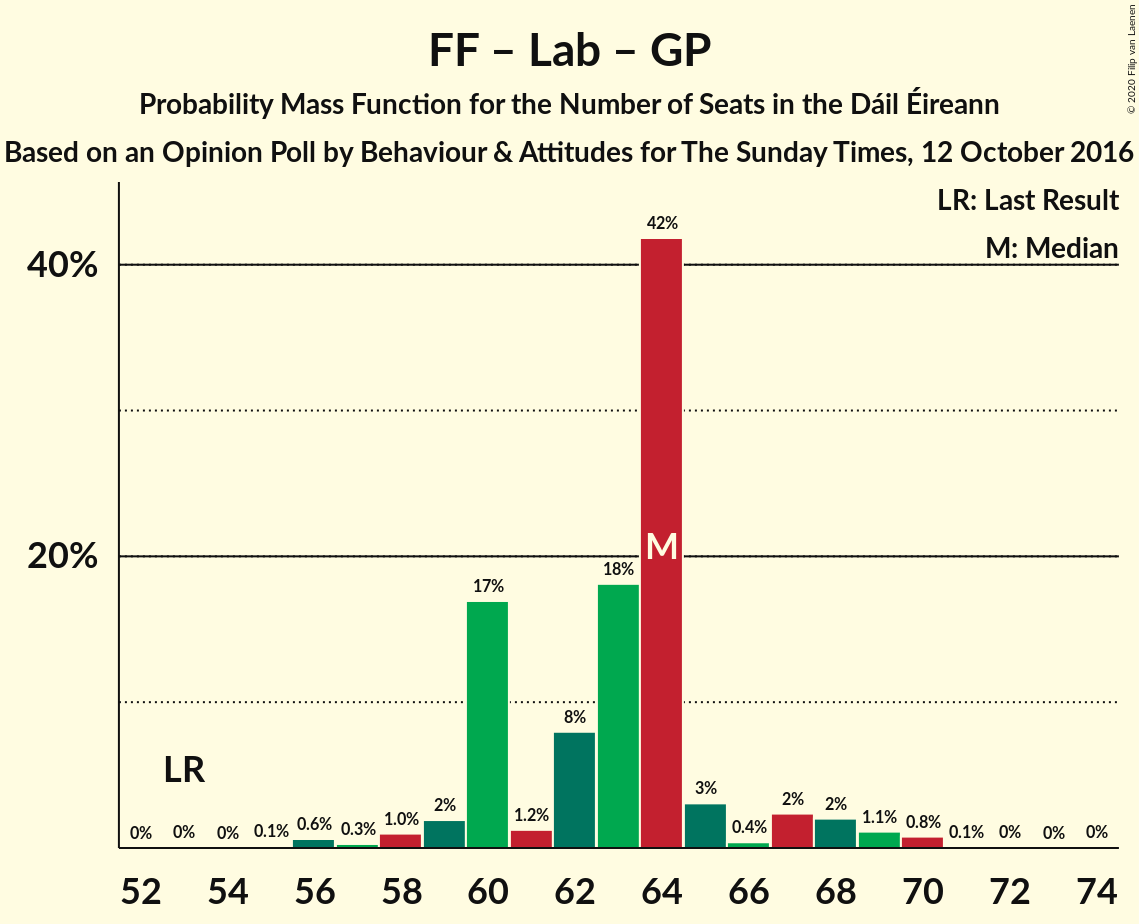 FF – Lab – GP
Probability Mass Function for the Number of Seats in the Dáil Éireann
Based on an Opinion Poll by Behaviour & Attitudes for The Sunday Times, 12 October 2016
© 2020 Filip van Laenen
LR: Last Result
M: Median
40%
20%
LR
M
0%
0%
0%
0.1%
0.6%
0.3%
1.0%
2%
17%
1.2%
8%
18%
42%
3%
0.4%
2%
2%
1.1%
0.8%
0.1%
0%
0%
0%
52 54 56 58 60 62 64 66 68 70 72 74